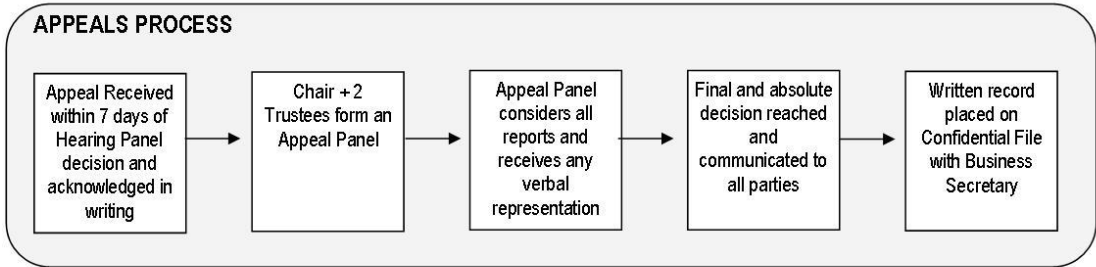 APPEALS PROCESS
Appeal Received
within 7 days of
Hearing Panel
decision and
acknowledged in
writing
Chair + 2
Trustees form an
Appeal Panel
Appeal Panel
considers all
reports and
receives any
verbal
representation
Final and absolute
decision reached
and
communicated to
all parties
Written record
placed on
Confidential File
with Business
Secretary